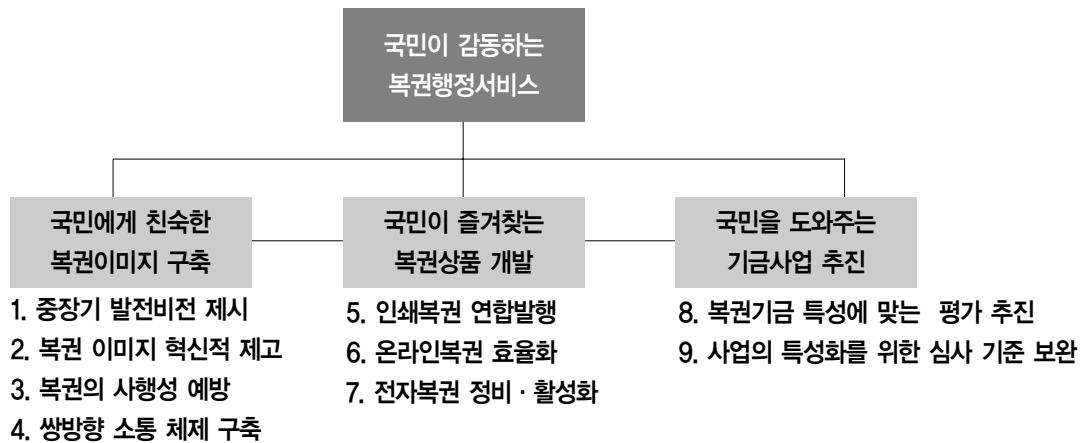 국민이 감동하는
복권행정서비스
국민에게 친숙한
복권이미지 구축
1. 중장기 발전비전 제시
2. 복권 이미지 혁신적 제고
3. 복권의 사행성 예방
4. 쌍방향 소통 체제 구축
국민이 즐겨찾는
복권상품 개발
5. 인쇄복권 연합발행
6. 온라인복권 효율화
7. 전자복권 정비 · 활성화
국민을 도와주는
기금사업 추진
8. 복권기금 특성에 맞는 평가 추진
9. 사업의 특성화를 위한 심사 기준 보완